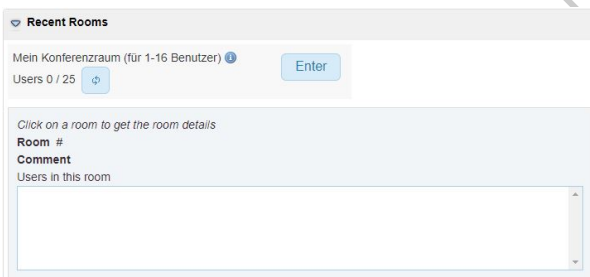 Recent Rooms
Mein Konferenzraum (für 1-16 Benutzer)
Enter
Users 0 / 25
Click on a room to get the room details
Room #
Comment
Users in this room